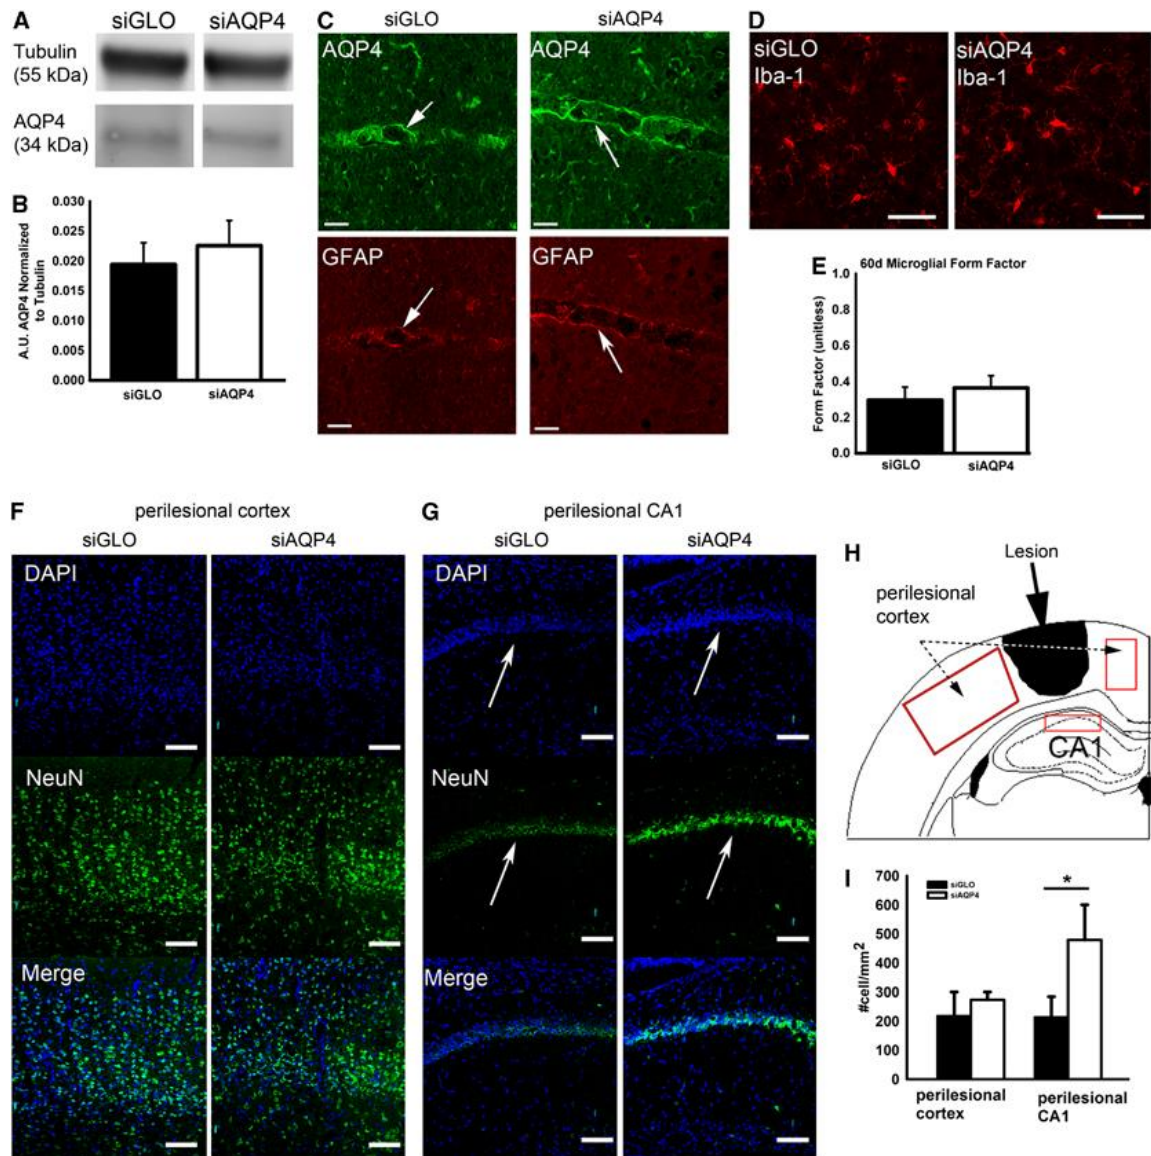 A
siGLO siAQP4
Tubulin
(55 kDa)
AQP4
(34 kDa)
B
A.U. AQP4 Normalized
to Tubulin
0.030
0.025
0.020
0.015
0.010
0.005
0.000
siGLO siAQP4
C
siGLO siAQP4
AQP4 AQP4
GFAP GFAP
D
siGLO
Iba-1
siAQP4
Iba-1
E
60d Microglial Form Factor
Form Factor (unitless)
1.0
0.8
0.6
0.4
0.2
0.0
siGLO siAQP4
F
perilesional cortex
siGLO siAQP4
DAPI
NeuN
Merge
G
perilesional CA1
siGLO siAQP4
DAPI
NeuN
Merge
H
Lesion
perilesional
cortex
CA1
I
siGLO
siAQP4
*
#cell/mm²
700
600
500
400
300
200
100
0
perilesional
cortex
perilesional
CA1